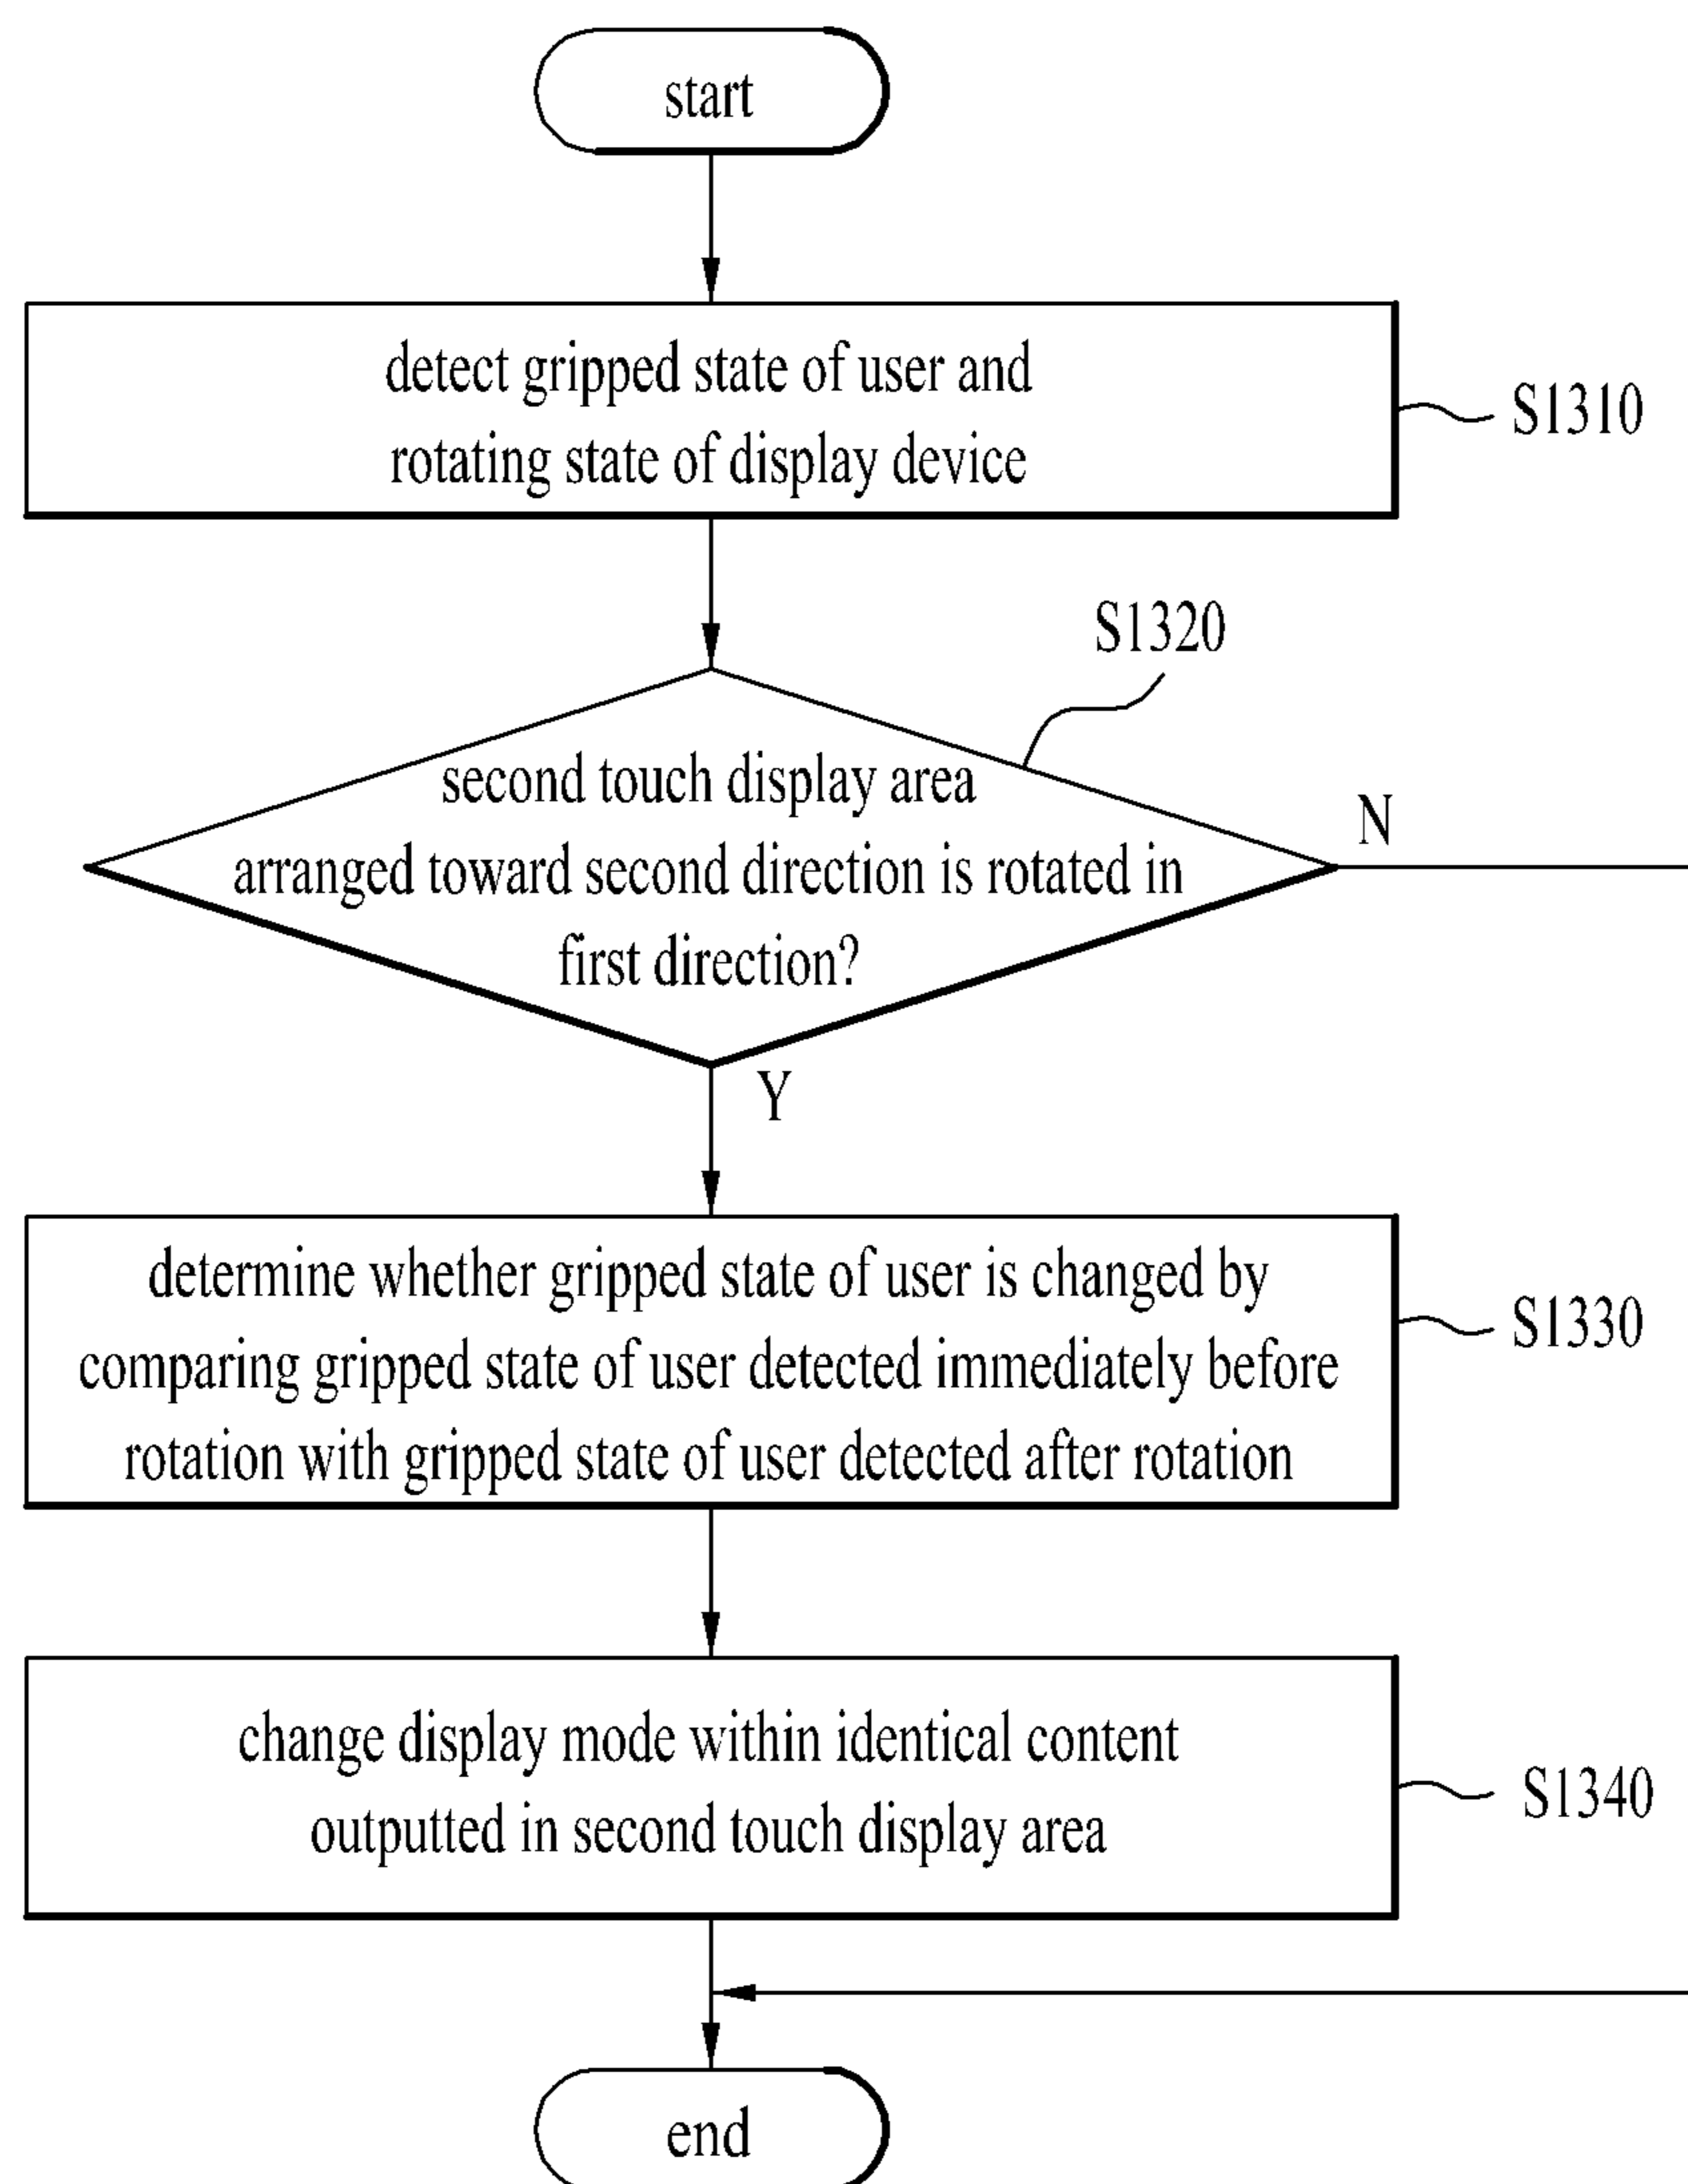 start
detect gripped state of user and
rotating state of display device
S1310
S1320
second touch display area
arranged toward second direction is rotated in
first direction?
N
Y
determine whether gripped state of user is changed by
comparing gripped state of user detected immediately before
rotation with gripped state of user detected after rotation
S1330
change display mode within identical content
outputted in second touch display area
S1340
end